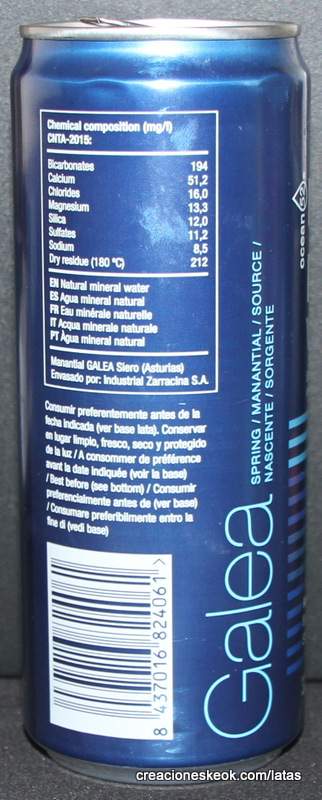 Chemical composition (mg/l)
CNTA-2015:
Bicarbonates 194
Calcium 51,2
Chlorides 16,0
Magnesium 13,3
Silica 12,0
Sulfates 11,2
Sodium 8,5
Dry residue (180 °C) 212
EN Natural mineral water
ES Agua mineral natural
FR Eau minérale naturelle
IT Acqua minerale naturale
PT Àgua mineral natural
Manantial GALEA Siero (Asturias)
Envasado por: Industrial Zarracina S.A.
Consumir preferentemente antes de la
fecha indicada (ver base lata). Conservar
en lugar limpio, fresco, seco y protegido
de la luz / A consommer de préférence
avant la date indiquée (voir la base)
/ Best before (see bottom) / Consumir
preferencialmente antes de (ver base)
/ Consumare preferibilmente entro la
fine di (vedi base)
8 437016 824061 >
Galea
SPRING / MANANTIAL / SOURCE /
NASCENTE / SORGENTE
ocean 52
creacioneskeok.com/latas